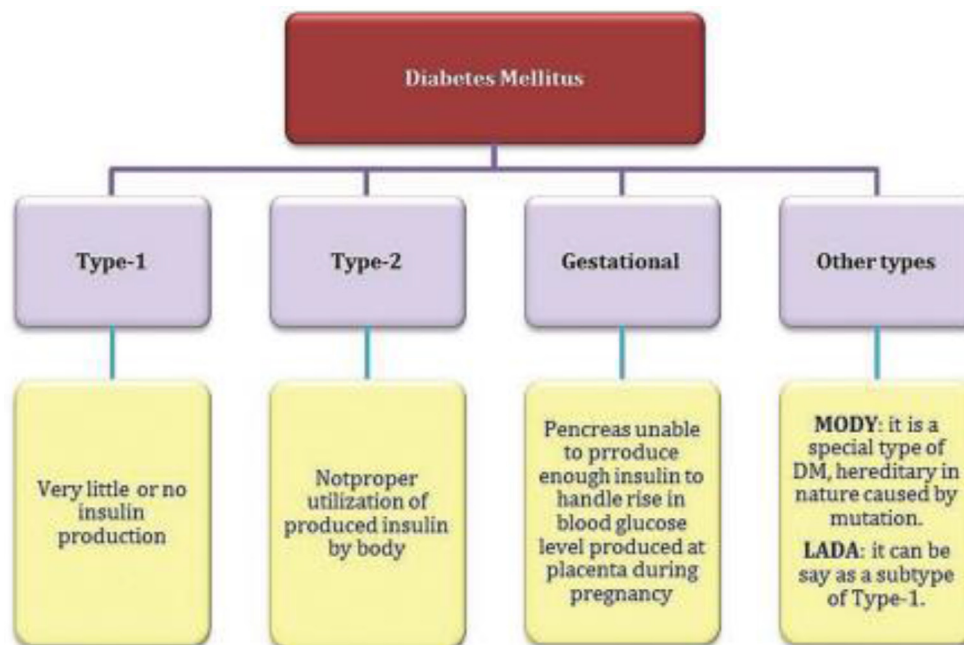 Diabetes Mellitus
Type-1
Type-2
Gestational
Other types
Very little or no
insulin
production
Notproper
utilization of
produced insulin
by body
Pencreas unable
to prroduce
enough insulin to
handle rise in
blood glucose
level produced at
placenta during
pregnancy
MODY: it is a
special type of
DM, hereditary in
nature caused by
mutation.
LADA: it can be
say as a subtype
of Type-1.